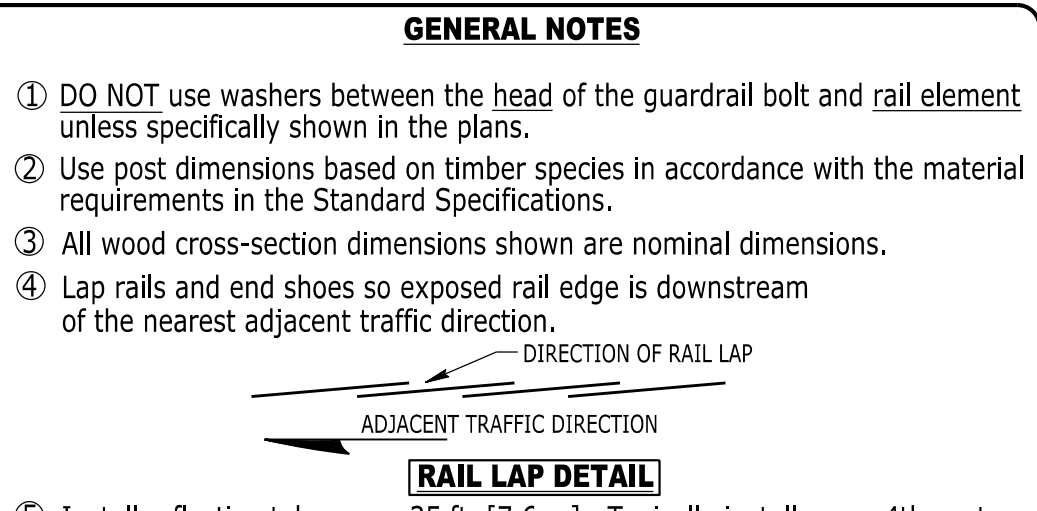 GENERAL NOTES
① DO NOT use washers between the head of the guardrail bolt and rail element
unless specifically shown in the plans.
② Use post dimensions based on timber species in accordance with the material
requirements in the Standard Specifications.
③ All wood cross-section dimensions shown are nominal dimensions.
④ Lap rails and end shoes so exposed rail edge is downstream
of the nearest adjacent traffic direction.
DIRECTION OF RAIL LAP
ADJACENT TRAFFIC DIRECTION
RAIL LAP DETAIL